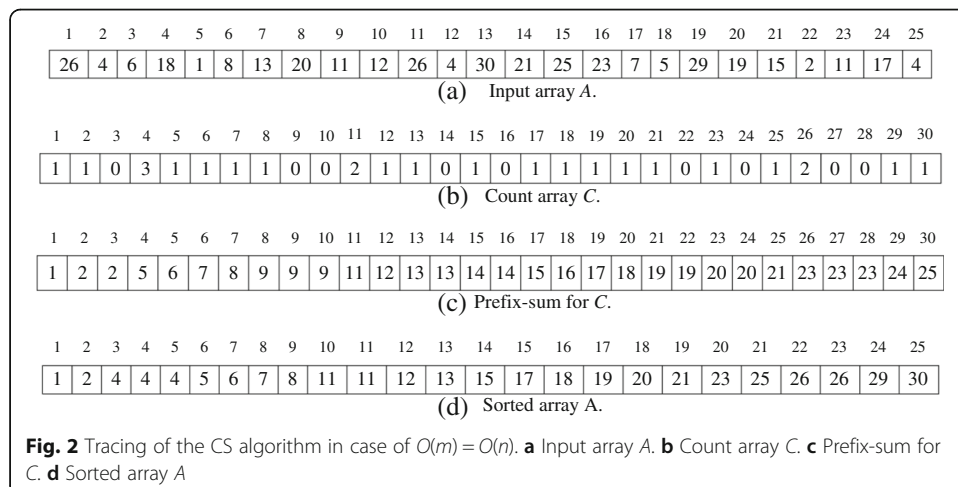 1 2 3 4 5 6 7 8 9 10 11 12 13 14 15 16 17 18 19 20 21 22 23 24 25
26 4 6 18 1 8 13 20 11 12 26 4 30 21 25 23 7 5 29 19 15 2 11 17 4
(a) Input array A.
1 2 3 4 5 6 7 8 9 10 11 12 13 14 15 16 17 18 19 20 21 22 23 24 25 26 27 28 29 30
1 1 0 3 1 1 1 1 0 0 2 1 1 0 1 0 1 1 1 1 1 0 1 0 1 2 0 0 1 1
(b) Count array C.
1 2 3 4 5 6 7 8 9 10 11 12 13 14 15 16 17 18 19 20 21 22 23 24 25 26 27 28 29 30
1 2 2 5 6 7 8 9 9 9 11 12 13 13 14 14 15 16 17 18 19 19 20 20 21 23 23 23 24 25
(c) Prefix-sum for C.
1 2 3 4 5 6 7 8 9 10 11 12 13 14 15 16 17 18 19 20 21 22 23 24 25
1 2 4 4 4 5 6 7 8 11 11 12 13 15 17 18 19 20 21 23 25 26 26 29 30
(d) Sorted array A.
Fig. 2 Tracing of the CS algorithm in case of O(m) = O(n). a Input array A. b Count array C. c Prefix-sum for
C. d Sorted array A